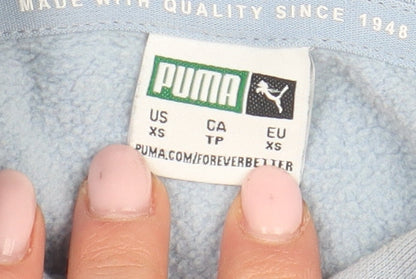 MADE WITH QUALITY SINCE 1948
PUMA
US CA EU
XS TP XS
PUMA.COM/FOREVERBETTER